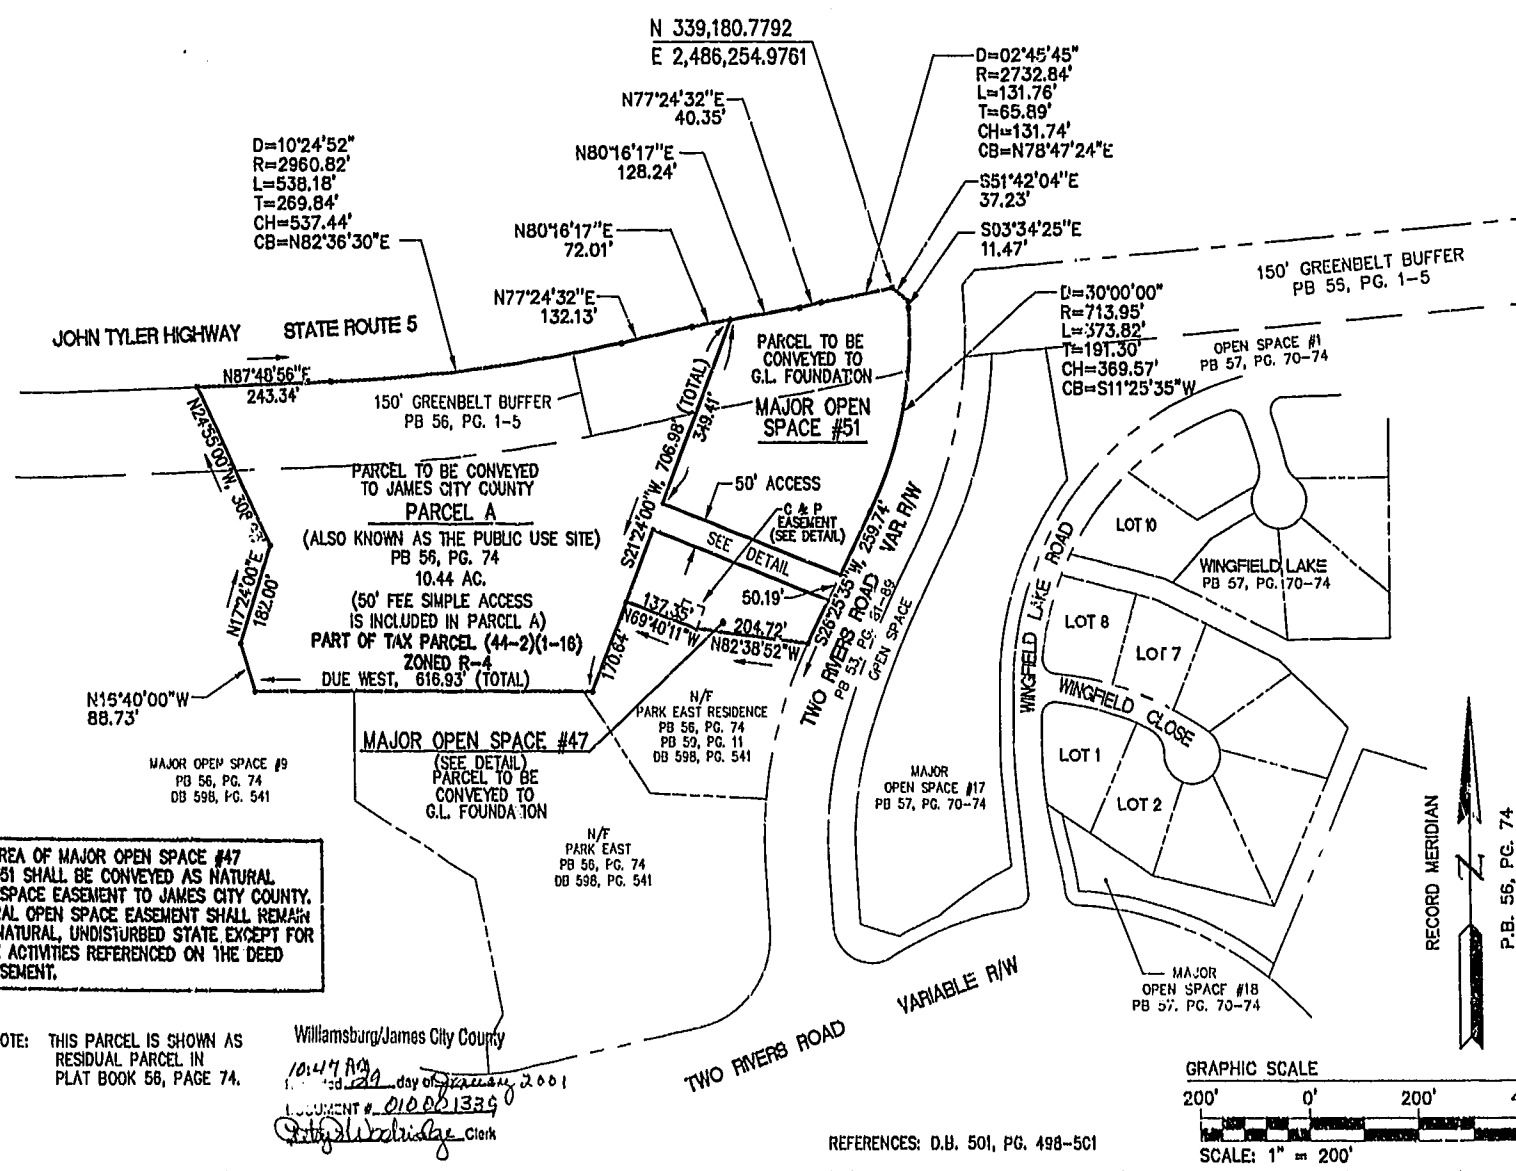 N 339,180.7792
E 2,486,254.9761
D=02°45'45"
R=2732.84'
L=131.76'
T=65.89'
CH=131.74'
CB=N78°47'24"E
N77°24'32"E
40.35'
D=10°24'52"
R=2960.82'
L=538.18'
T=269.84'
CH=537.44'
CB=N82°36'30"E
N80°16'17"E
128.24'
S51°42'04"E
37.23'
N80°16'17"E
72.01'
S03°34'25"E
11.47'
N77°24'32"E
132.13'
150' GREENBELT BUFFER
PB 56, PG. 1-5
D=30°00'00"
R=713.95'
L=373.82'
T=191.30'
CH=369.57'
CB=S11°25'35"W
JOHN TYLER HIGHWAY STATE ROUTE 5
OPEN SPACE #1
PB 57, PG. 70-74
PARCEL TO BE
CONVEYED TO
G.L. FOUNDATION
MAJOR OPEN
SPACE #51
N87°48'56"E
243.34'
150' GREENBELT BUFFER
PB 56, PG. 1-5
S21°24'00"W, 706.98' (TOTAL)
349.41'
N24°55'00"W,
PARCEL TO BE CONVEYED
TO JAMES CITY COUNTY
PARCEL A
(ALSO KNOWN AS THE PUBLIC USE SITE)
PB 56, PG. 74
10.44 AC.
(50' FEE SIMPLE ACCESS
IS INCLUDED IN PARCEL A)
PART OF TAX PARCEL (44-2)(1-16)
ZONED R-4
DUE WEST, 616.93' (TOTAL)
50' ACCESS
C & P
EASEMENT
(SEE DETAIL)
SEE DETAIL
50.19'
S26°25'35"W, 259.74'
TWO RIVERS ROAD VAR. R/W
PB 53, PG. 81-89
OPEN SPACE
137.35'
N69°40'11"W
204.72'
N82°38'52"W
170.64'
N17°24'00"E
182.00'
N15°40'00"W
88.73'
LOT 10
WINGFIELD LAKE
PB 57, PG. 70-74
WINGFIELD LAKE ROAD
LOT 8
LOT 7
WINGFIELD CLOSE
LOT 1
LOT 2
N/F
PARK EAST RESIDENCE
PB 56, PG. 74
PB 59, PG. 11
DB 598, PG. 541
MAJOR OPEN SPACE #47
(SEE DETAIL)
PARCEL TO BE
CONVEYED TO
G.L. FOUNDATION
MAJOR OPEN SPACE #9
PB 56, PG. 74
DB 598, PG. 541
MAJOR
OPEN SPACE #17
PB 57, PG. 70-74
N/F
PARK EAST
PB 56, PG. 74
DB 598, PG. 541
REA OF MAJOR OPEN SPACE #47
51 SHALL BE CONVEYED AS NATURAL
SPACE EASEMENT TO JAMES CITY COUNTY.
AL OPEN SPACE EASEMENT SHALL REMAIN
NATURAL, UNDISTURBED STATE EXCEPT FOR
E ACTIVITIES REFERENCED ON THE DEED
SEMENT.
RECORD MERIDIAN
P.B. 56, PG. 74
MAJOR
OPEN SPACE #18
PB 57, PG. 70-74
VARIABLE R/W
TWO RIVERS ROAD
OTE: THIS PARCEL IS SHOWN AS
RESIDUAL PARCEL IN
PLAT BOOK 56, PAGE 74.
Williamsburg/James City County
10:47 AM
29 day of January 2001
DOCUMENT # 010001339
Clerk
GRAPHIC SCALE
200' 0' 200' 4
SCALE: 1" = 200'
REFERENCES: D.B. 501, PG. 498-501